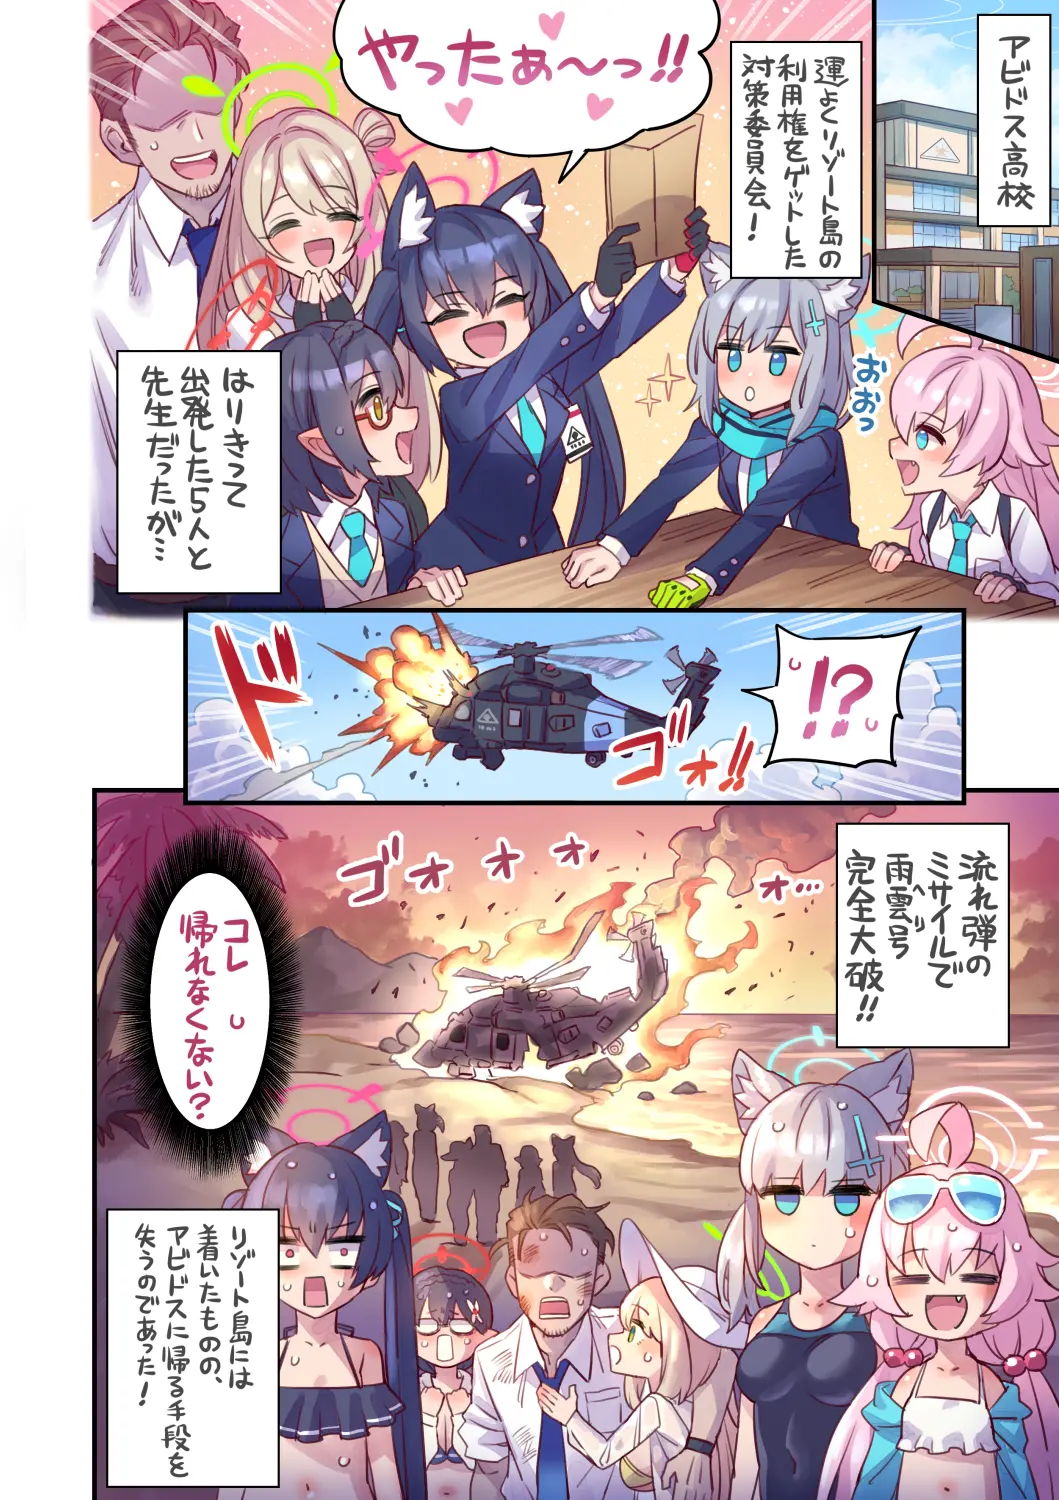 アビドス高校
運よくリゾート島の
利用権をゲットした
対策委員会！
やったぁ〜っ!!
おおっ
はりきって
出発した5人と
先生だったが…
!?
ドゴォ!!
流れ弾の
ミサイルで
雨雲号
ヘッツ
完全大破!!
ゴォォォォ…
コレ
帰れなくない？
リゾート島には
着いたものの、
アビドスに帰る手段を
失うのであった！